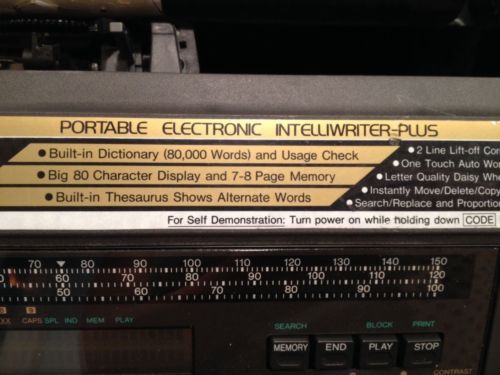 PORTABLE ELECTRONIC INTELLIWRITER-PLUS
• Built-in Dictionary (80,000 Words) and Usage Check
• Big 80 Character Display and 7-8 Page Memory
• Built-in Thesaurus Shows Alternate Words
• 2 Line Lift-off
• One Touch Auto
• Letter Quality Daisy
• Instantly Move/Delete/
• Search/Replace and
For Self Demonstration: Turn power on while holding down CODE
70 80 90 100 110 120 130 140 150
60 70 80 90 100 110 120
50 60 70 80 90 100
CAPS SPL IND MEM PLAY
SEARCH BLOCK PRINT
MEMORY END PLAY STOP
CONTRAST